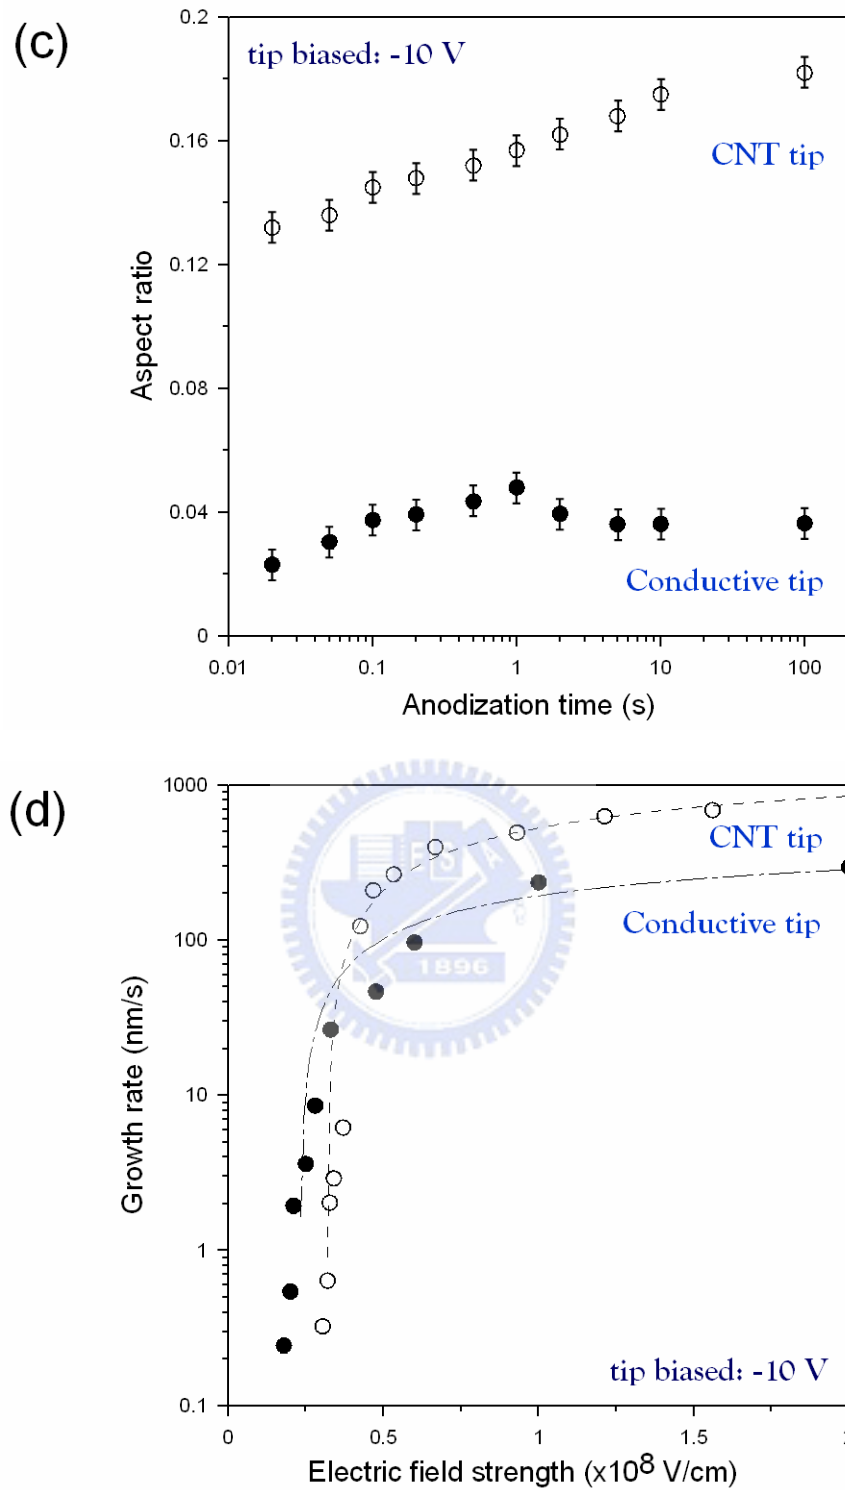 (c)
tip biased: -10 V
CNT tip
Conductive tip
Aspect ratio
0.2
0.16
0.12
0.08
0.04
0
0.01 0.1 1 10 100
Anodization time (s)
(d)
CNT tip
Conductive tip
tip biased: -10 V
Growth rate (nm/s)
1000
100
10
1
0.1
1896
0 0.5 1 1.5
Electric field strength (x10⁸ V/cm)